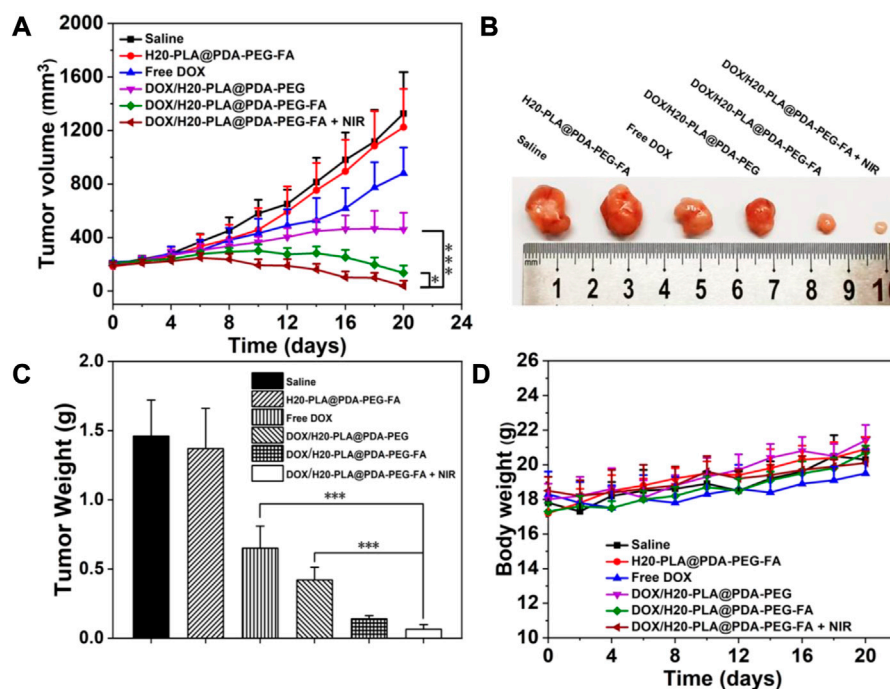 A
Tumor volume (mm³)
2000
1600
1200
800
400
0
Saline
H20-PLA@PDA-PEG-FA
Free DOX
DOX/H20-PLA@PDA-PEG
DOX/H20-PLA@PDA-PEG-FA
DOX/H20-PLA@PDA-PEG-FA + NIR
***
*
0 4 8 12 16 20 24
Time (days)
B
Saline
H20-PLA@PDA-PEG-FA
Free DOX
DOX/H20-PLA@PDA-PEG
DOX/H20-PLA@PDA-PEG-FA
DOX/H20-PLA@PDA-PEG-FA + NIR
mm
1 2 3 4 5 6 7 8 9 10
C
Tumor Weight (g)
2.0
1.5
1.0
0.5
0.0
Saline
H20-PLA@PDA-PEG-FA
Free DOX
DOX/H20-PLA@PDA-PEG
DOX/H20-PLA@PDA-PEG-FA
DOX/H20-PLA@PDA-PEG-FA + NIR
***
***
D
Body weight (g)
26
24
22
20
18
16
14
12
10
Saline
H20-PLA@PDA-PEG-FA
Free DOX
DOX/H20-PLA@PDA-PEG
DOX/H20-PLA@PDA-PEG-FA
DOX/H20-PLA@PDA-PEG-FA + NIR
0 4 8 12 16 20
Time (days)